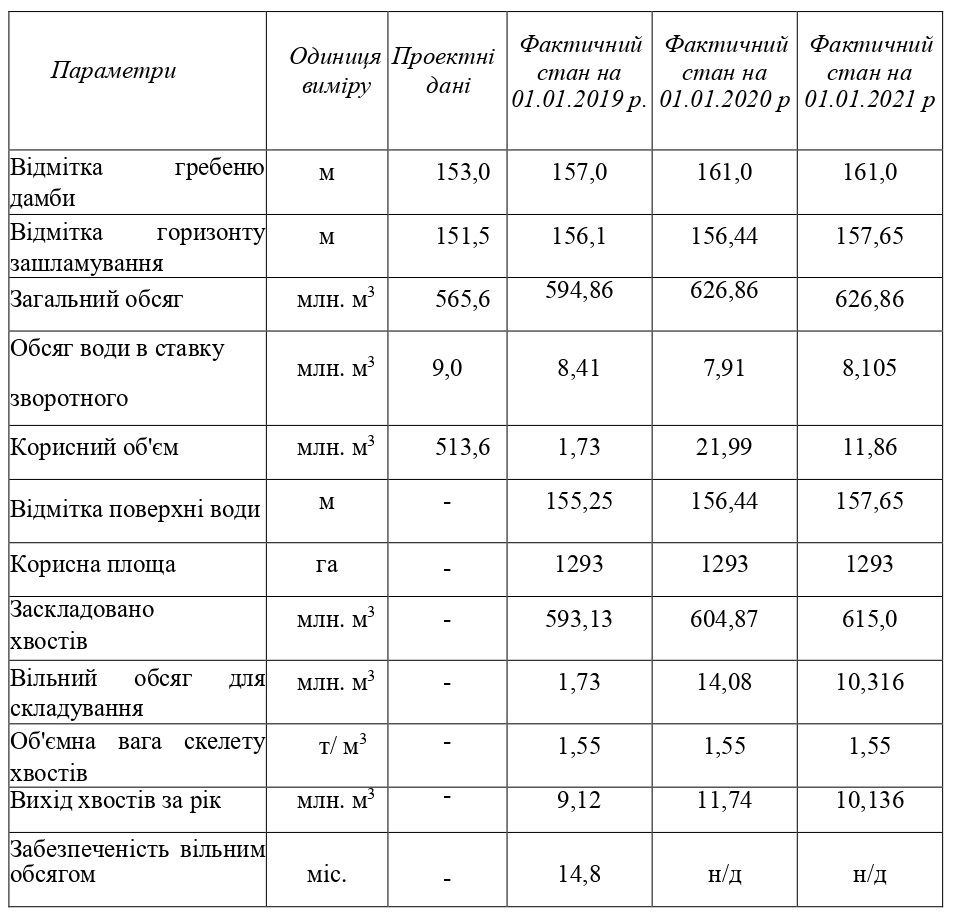 Параметри Одиниця виміру Проектні дані Фактичний стан на 01.01.2019 р. Фактичний стан на 01.01.2020 р Фактичний стан на 01.01.2021 р
Відмітка гребеню дамби м 153,0 157,0 161,0 161,0
Відмітка горизонту зашламування м 151,5 156,1 156,44 157,65
Загальний обсяг млн. м3 565,6 594,86 626,86 626,86
Обсяг води в ставку зворотного млн. м3 9,0 8,41 7,91 8,105
Корисний об'єм млн. м3 513,6 1,73 21,99 11,86
Відмітка поверхні води м - 155,25 156,44 157,65
Корисна площа га - 1293 1293 1293
Заскладовано хвостів млн. м3 - 593,13 604,87 615,0
Вільний обсяг для складування млн. м3 - 1,73 14,08 10,316
Об'ємна вага скелету хвостів т/ м3 - 1,55 1,55 1,55
Вихід хвостів за рік млн. м3 - 9,12 11,74 10,136
Забезпеченість вільним обсягом міс. - 14,8 н/д н/д